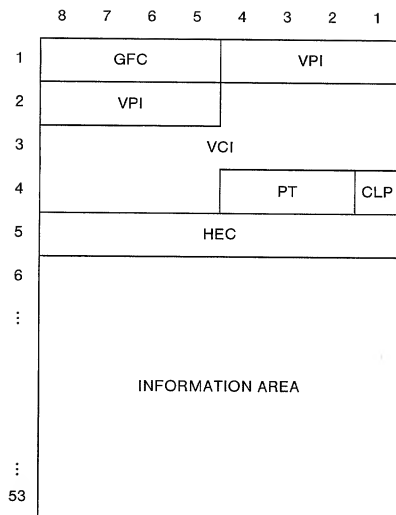 8 7 6 5 4 3 2 1
1 GFC VPI
2 VPI
3 VCI
4 PT CLP
5 HEC
6
⋮
INFORMATION AREA
⋮
53